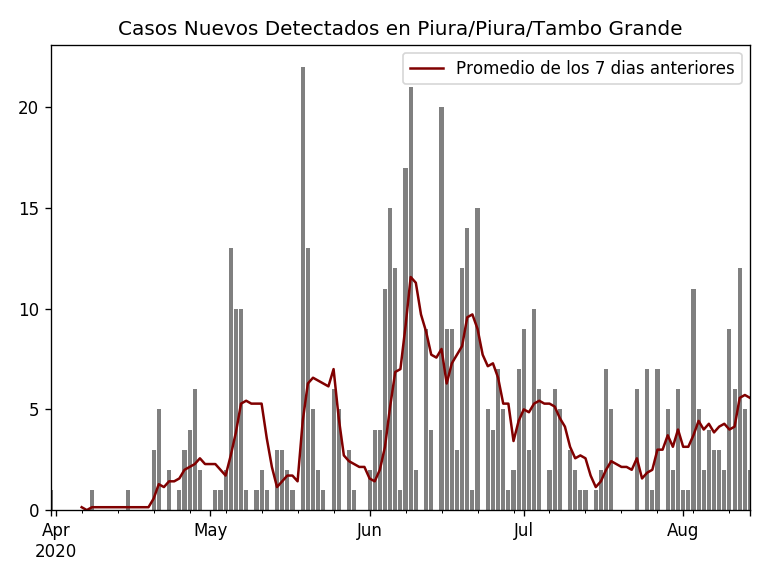 Casos Nuevos Detectados en Piura/Piura/Tambo Grande
Promedio de los 7 dias anteriores
20
15
10
5
0
Apr May Jun Jul Aug
2020